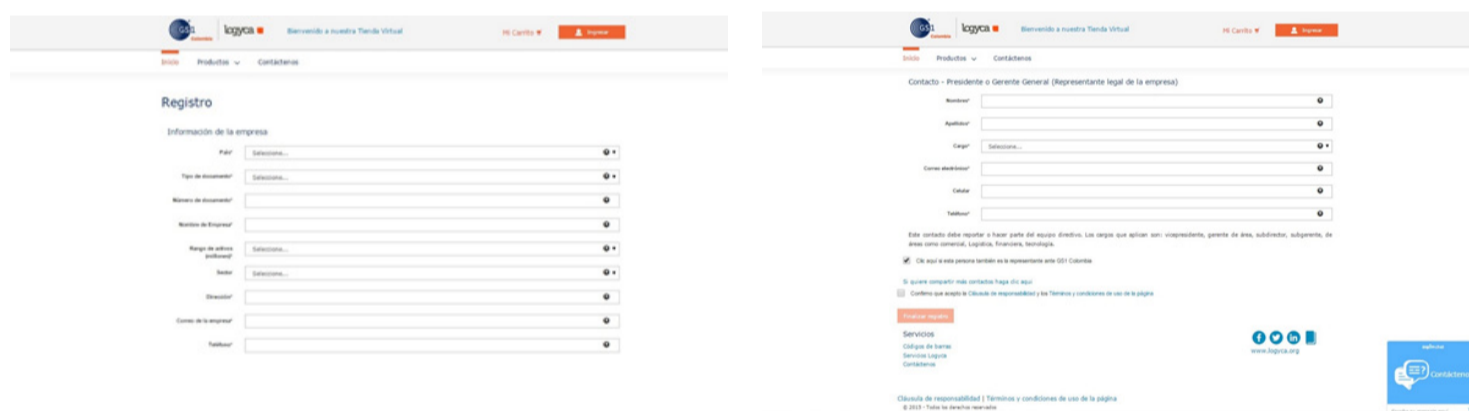 GS1
Colombia
logyca
Bienvenido a nuestra Tienda Virtual
Mi Carrito
Ingresar
Inicio
Productos
Contáctenos
Registro
Información de la empresa
País*
Seleccione...
Tipo de documento*
Seleccione...
Número de documento*
Nombre de Empresa*
Rango de activos
(millones)*
Seleccione...
Sector
Seleccione...
Dirección*
Correo de la empresa*
Teléfono*
GS1
Colombia
logyca
Bienvenido a nuestra Tienda Virtual
Mi Carrito
Ingresar
Inicio
Productos
Contáctenos
Contacto - Presidente o Gerente General (Representante legal de la empresa)
Nombres*
Apellidos*
Cargo*
Seleccione...
Correo electrónico*
Celular
Teléfono*
Este contacto debe reportar o hacer parte del equipo directivo. Los cargos que aplican son: vicepresidente, gerente de área, subdirector, subgerente, de
áreas como comercial, Logística, financiera, tecnología.
Clic aquí si esta persona también es la representante ante GS1 Colombia
Si quiere compartir más contactos haga clic aquí
Confirmo que acepto la Cláusula de responsabilidad y los Términos y condiciones de uso de la página
Finalizar registro
Servicios
Códigos de barras
Servicios Logyca
Contáctenos
www.logyca.org
Contácteno
Cláusula de responsabilidad | Términos y condiciones de uso de la página
© 2015 - Todos los derechos reservados